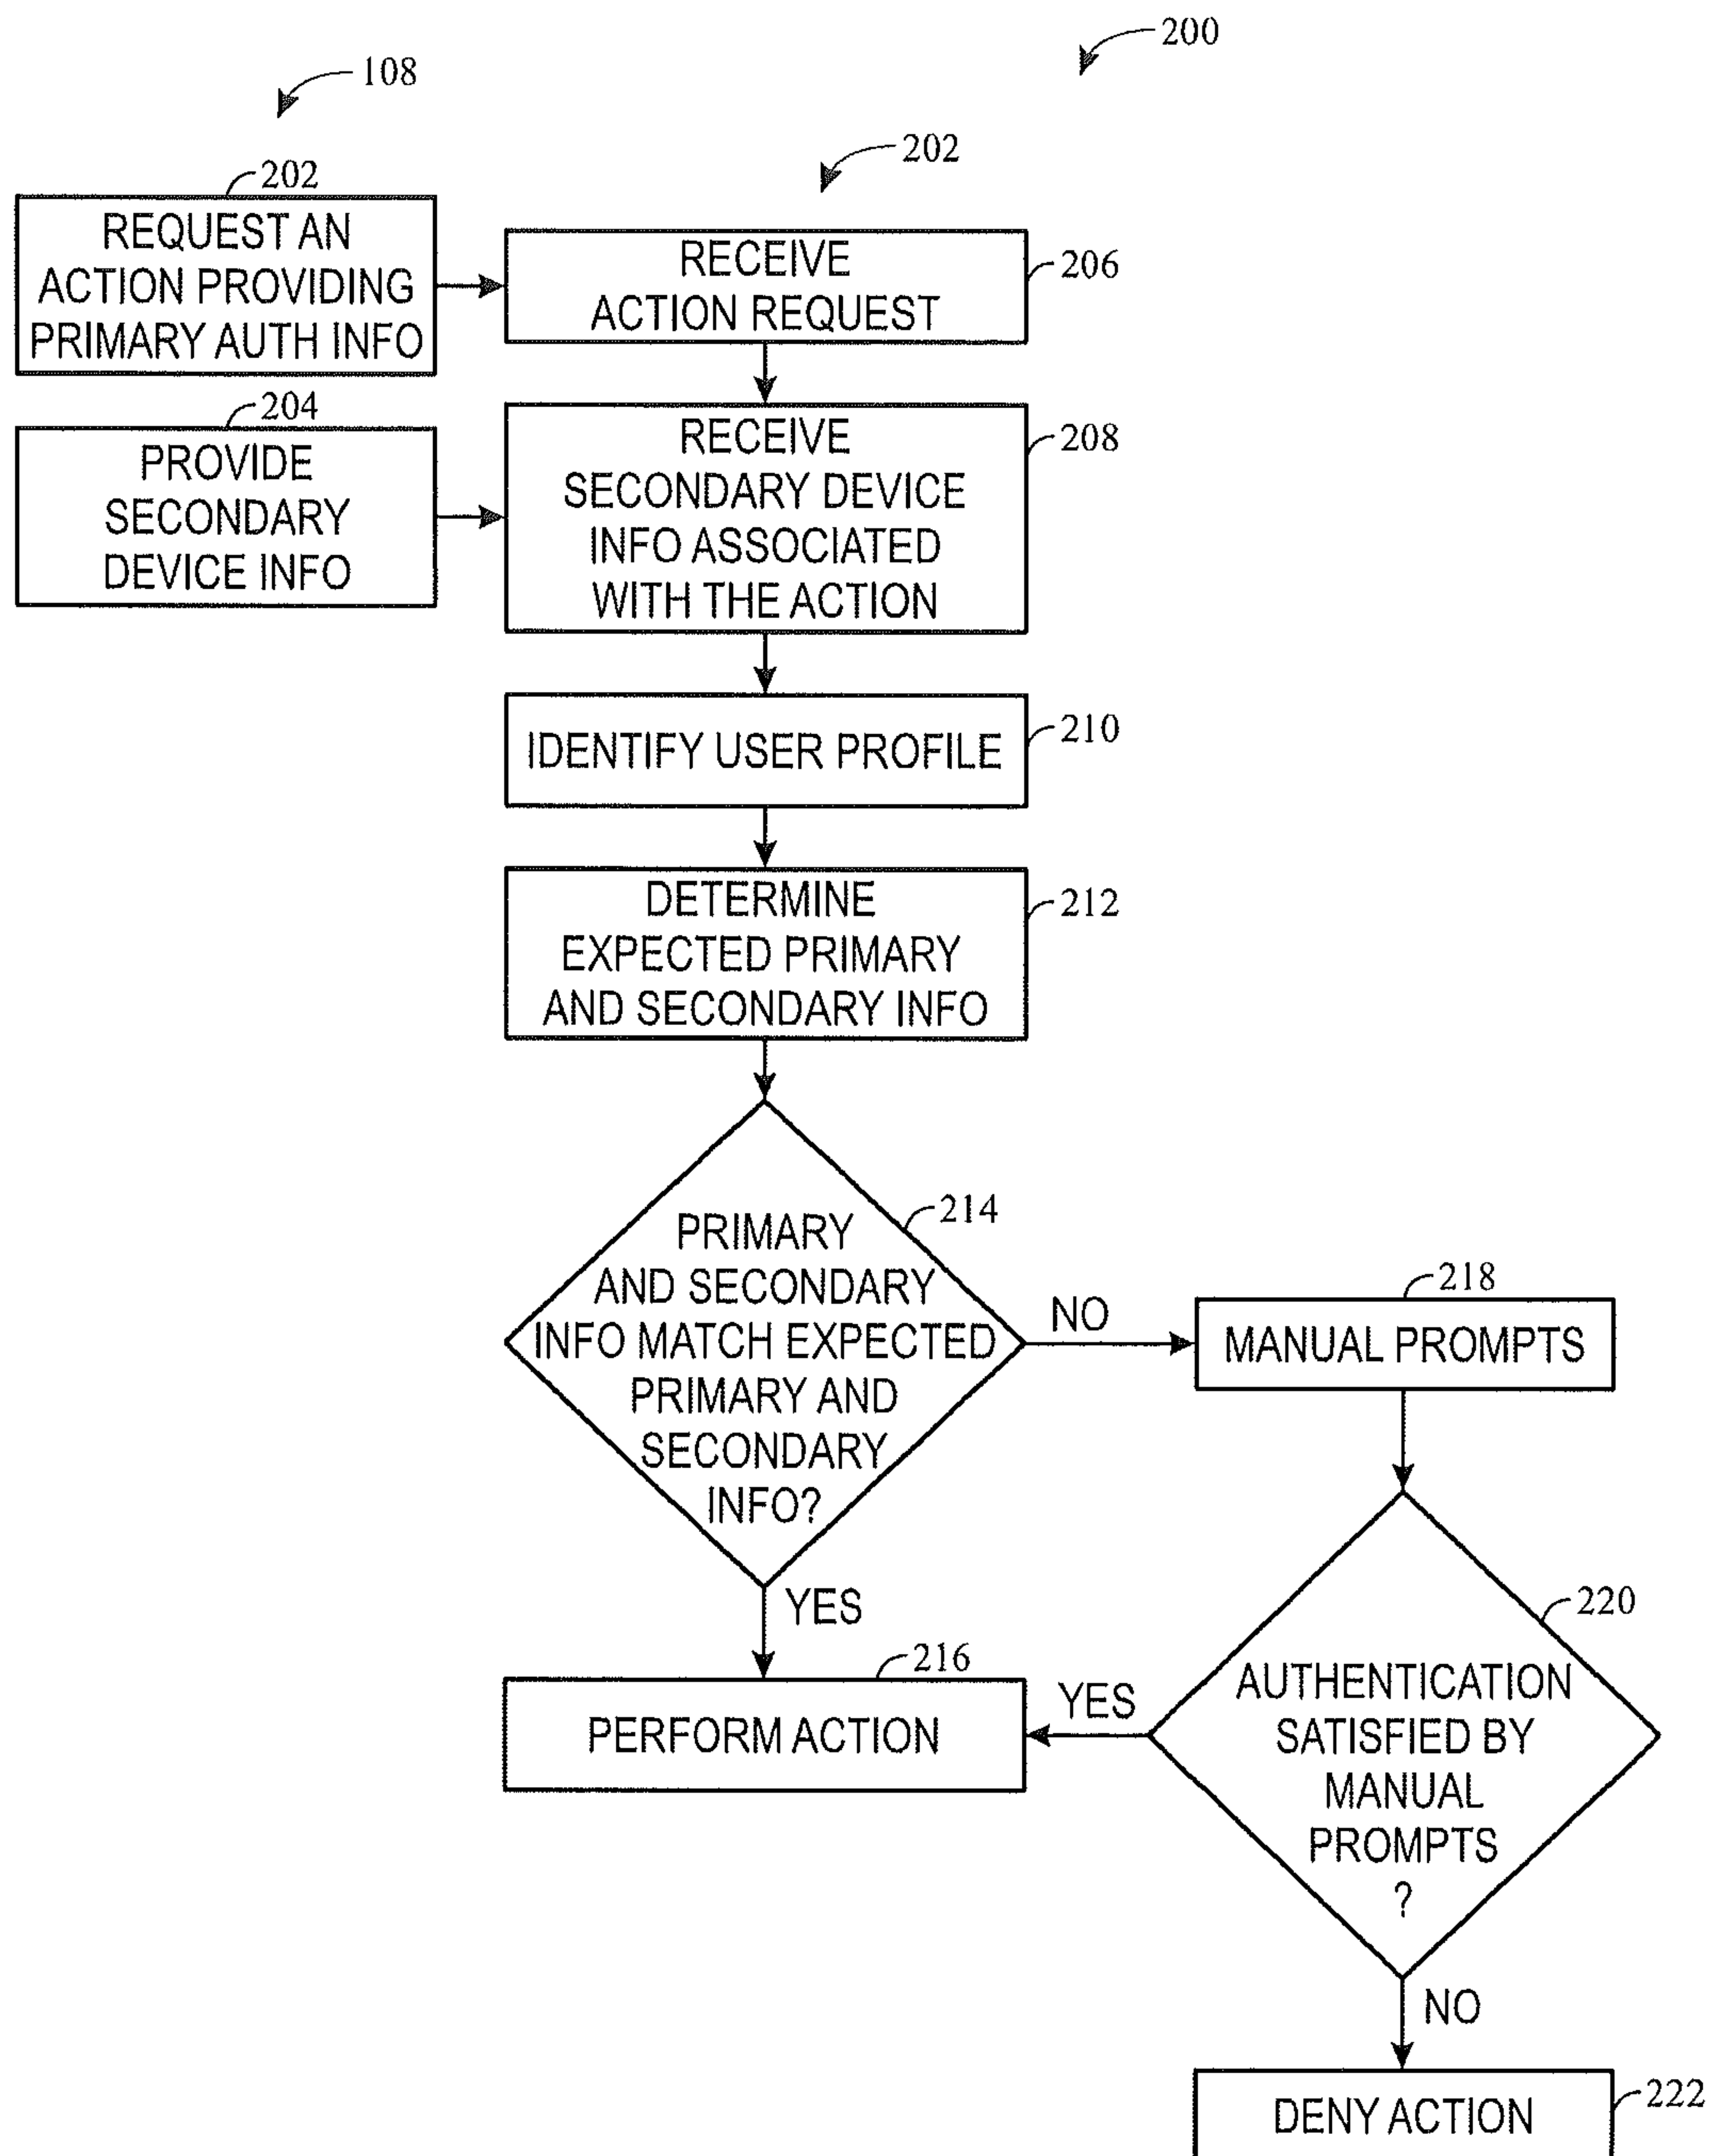 200
108
202
202
REQUEST AN
ACTION PROVIDING
PRIMARY AUTH INFO
RECEIVE
ACTION REQUEST
206
204
PROVIDE
SECONDARY
DEVICE INFO
RECEIVE
SECONDARY DEVICE
INFO ASSOCIATED
WITH THE ACTION
208
IDENTIFY USER PROFILE
210
DETERMINE
EXPECTED PRIMARY
AND SECONDARY INFO
212
214
PRIMARY
AND SECONDARY
INFO MATCH EXPECTED
PRIMARY AND
SECONDARY
INFO?
NO
218
MANUAL PROMPTS
YES
216
PERFORM ACTION
220
AUTHENTICATION
SATISFIED BY
MANUAL
PROMPTS
?
YES
NO
DENY ACTION
222